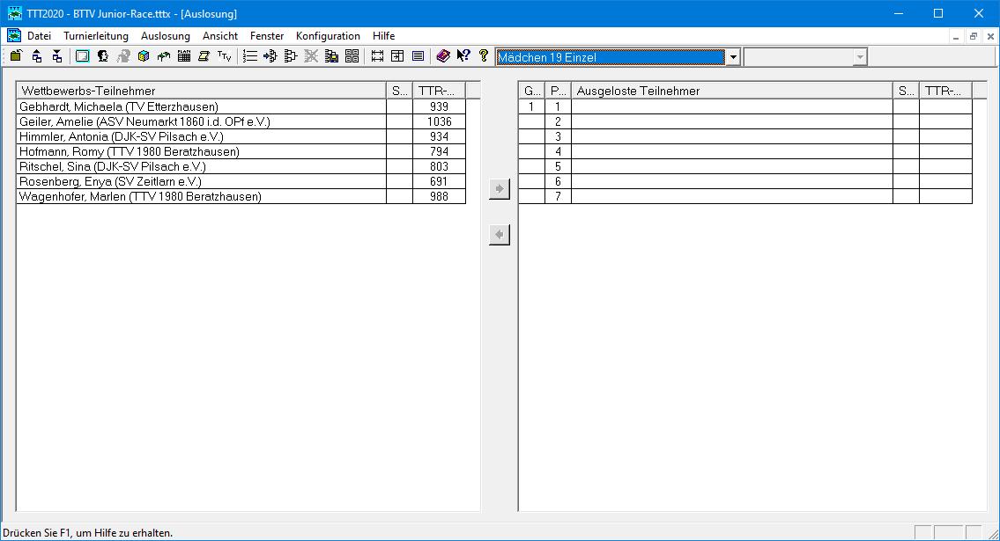 TTT2020 - BTTV Junior-Race.tttx - [Auslosung]
Datei Turnierleitung Auslosung Ansicht Fenster Konfiguration Hilfe
Mädchen 19 Einzel
Wettbewerbs-Teilnehmer S... TTR-...
Gebhardt, Michaela (TV Etterzhausen) 939
Geiler, Amelie (ASV Neumarkt 1860 i.d. OPf e.V.) 1036
Himmler, Antonia (DJK-SV Pilsach e.V.) 934
Hofmann, Romy (TTV 1980 Beratzhausen) 794
Ritschel, Sina (DJK-SV Pilsach e.V.) 803
Rosenberg, Enya (SV Zeitlarn e.V.) 691
Wagenhofer, Marlen (TTV 1980 Beratzhausen) 988
G... P... Ausgeloste Teilnehmer S... TTR-...
1 1
2
3
4
5
6
7
Drücken Sie F1, um Hilfe zu erhalten.